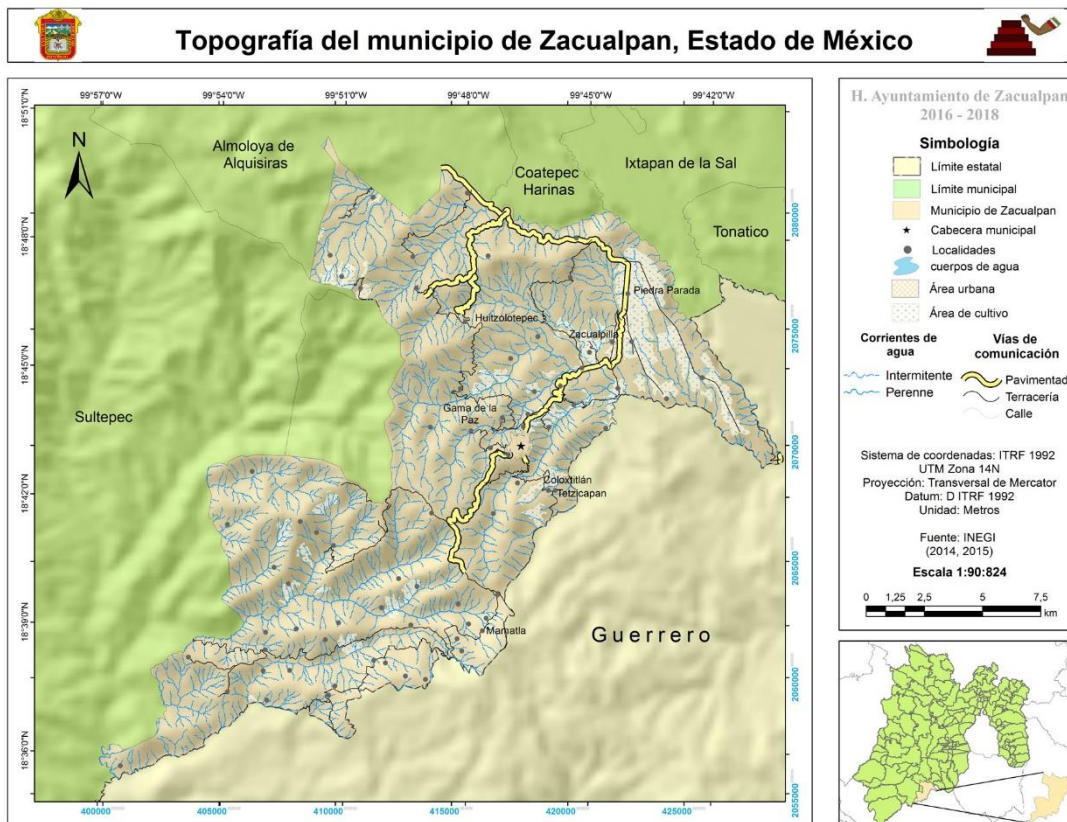 Topografía del municipio de Zacualpan, Estado de México
99°57'0"W
99°54'0"W
99°51'0"W
99°48'0"W
99°45'0"W
99°42'0"W
18°51'0"N
18°48'0"N
18°45'0"N
18°42'0"N
18°39'0"N
18°36'0"N
N
Almoloya de
Alquisiras
Coatepec
Harinas
Ixtapan de la Sal
Tonatico
Piedra Parada
Huitzolotepec
Zacualpilla
Sultepec
Gama de la
Paz
Coloxtitlán
Tetzicapan
Mamatla
Guerrero
2080000
2075000
2070000
2065000
2060000
2055000
400000
405000
410000
415000
420000
425000
H. Ayuntamiento de Zacualpan
2016 - 2018
Simbología
Límite estatal
Límite municipal
Municipio de Zacualpan
Cabecera municipal
Localidades
cuerpos de agua
Área urbana
Área de cultivo
Corrientes de
agua
Intermitente
Perenne
Vías de
comunicación
Pavimentad
Terracería
Calle
Sistema de coordenadas: ITRF 1992
UTM Zona 14N
Proyección: Transversal de Mercator
Datum: D ITRF 1992
Unidad: Metros
Fuente: INEGI
(2014, 2015)
Escala 1:90:824
0 1,25 2,5 5 7,5
km